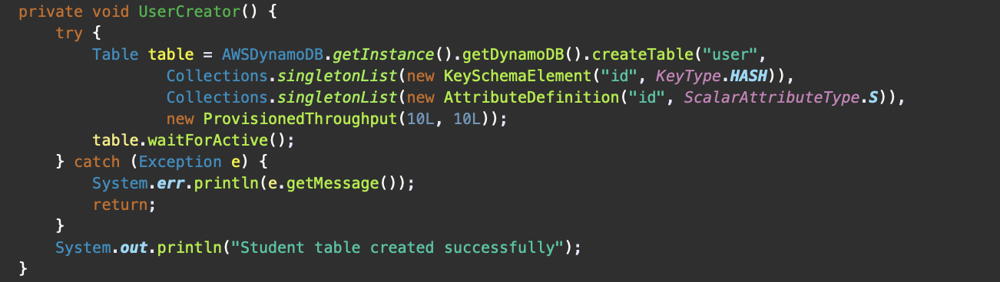 private void UserCreator() {
    try {
        Table table = AWSDynamoDB.getInstance().getDynamoDB().createTable("user",
                Collections.singletonList(new KeySchemaElement("id", KeyType.HASH)),
                Collections.singletonList(new AttributeDefinition("id", ScalarAttributeType.S)),
                new ProvisionedThroughput(10L, 10L));
        table.waitForActive();
    } catch (Exception e) {
        System.err.println(e.getMessage());
        return;
    }
    System.out.println("Student table created successfully");
}